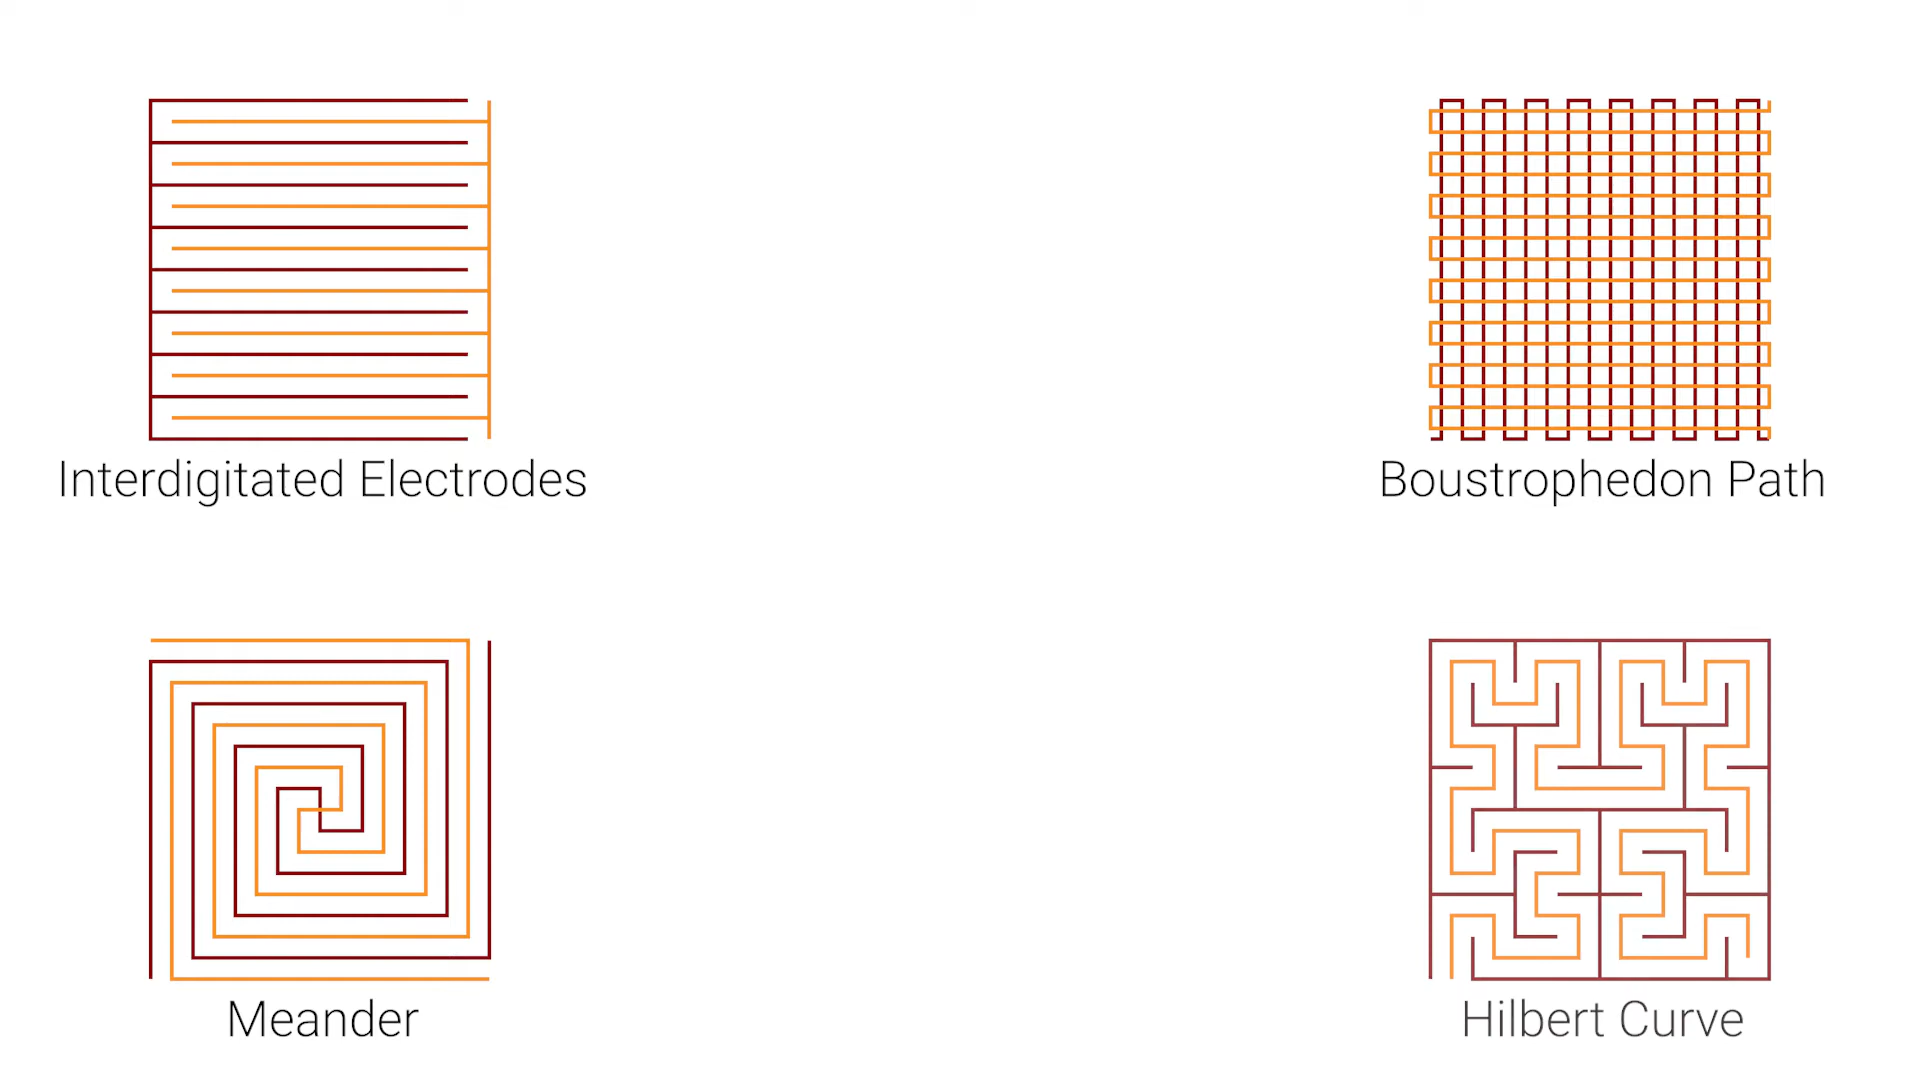 Interdigitated Electrodes
Boustrophedon Path
Meander
Hilbert Curve